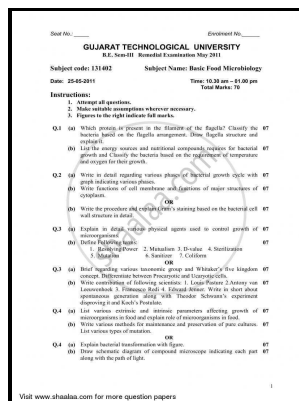 Seat No.: _____ Enrolment No.______
GUJARAT TECHNOLOGICAL UNIVERSITY
B.E. Sem-III Remedial Examination May 2011
Subject code: 131402 Subject Name: Basic Food Microbiology
Date: 25-05-2011 Time: 10.30 am – 01.00 pm
Total Marks: 70
Instructions:
1. Attempt all questions.
2. Make suitable assumptions wherever necessary.
3. Figures to the right indicate full marks.
Q.1 (a) Which protein is present in the filament of the flagella? Classify the 07
bacteria based on the flagella arrangement. Draw flagella structure and
explain it.
(b) List the energy sources and nutritional compounds requires for bacterial 07
growth and Classify the bacteria based on the requirement of temperature
and oxygen for their growth.
Q.2 (a) Write in detail regarding various phases of bacterial growth cycle with 07
graph indicating various phases.
(b) Write functions of cell membrane and functions of major structures of 07
cytoplasm.
OR
(b) Write the procedure and explain Gram's staining based on the bacterial cell 07
wall structure in detail.
Q.3 (a) Explain in detail various physical agents used to control growth of 07
microorganisms
(b) Define Following terms: 07
1. Resolving Power 2. Mutualism 3. D-value 4. Sterilization
5. Mutation 6. Sanitizer 7. Coliform
OR
Q.3 (a) Brief regarding various taxonomic group and Whitaker's five kingdom 07
concept. Differentiate between Procaryotic and Ucaryotic cells.
(b) Write contribution of following scientists: 1. Louis Pasture 2.Antony von 07
Leeuwenhoek 3. Francesco Redi 4. Edward Jenner. Write in short about
spontaneous generation along with Theodor Schwann's experiment
disproving it and Koch's Postulate.
Q.4 (a) List various extrinsic and intrinsic parameters affecting growth of 07
microorganisms in food and explain role of microorganisms in food.
(b) Write various methods for maintenance and preservation of pure cultures. 07
List various types of mutation.
OR
Q.4 (a) Explain bacterial transformation with figure. 07
(b) Draw schematic diagram of compound microscope indicating each part 07
along with the path of light.
1
Visit www.shaalaa.com for more question papers